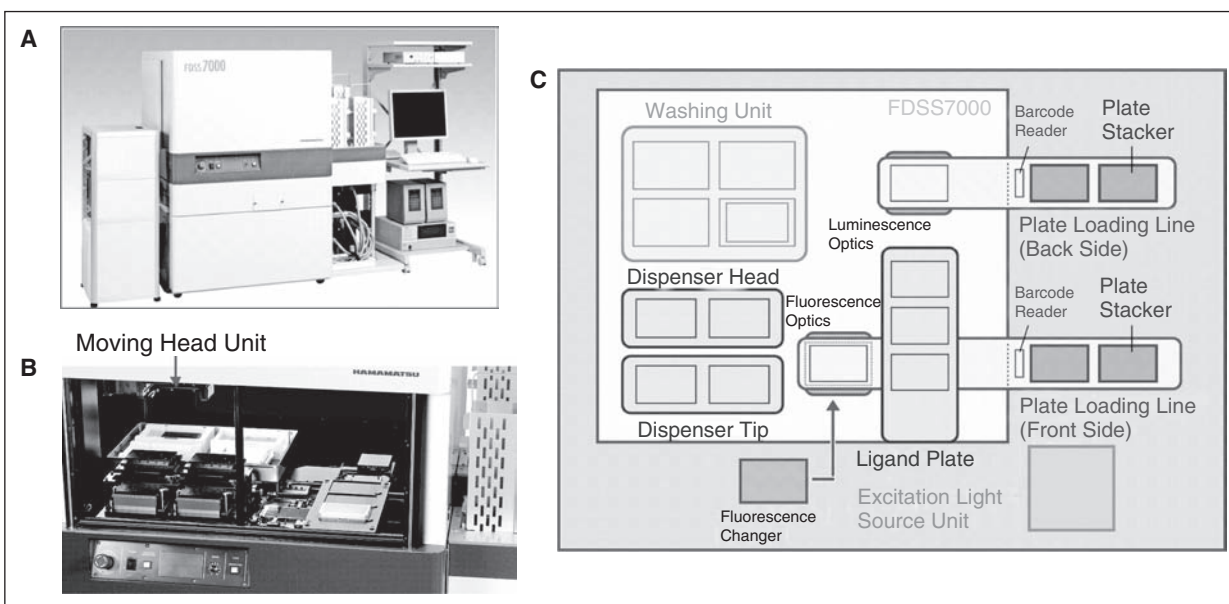 A
FDSS7000
Moving Head Unit
B
HAMAMATSU
C
Washing Unit
FDSS7000
Barcode
Reader
Plate
Stacker
Luminescence
Optics
Plate Loading Line
(Back Side)
Dispenser Head
Fluorescence
Optics
Barcode
Reader
Plate
Stacker
Dispenser Tip
Plate Loading Line
(Front Side)
Ligand Plate
Fluorescence
Changer
Excitation Light
Source Unit